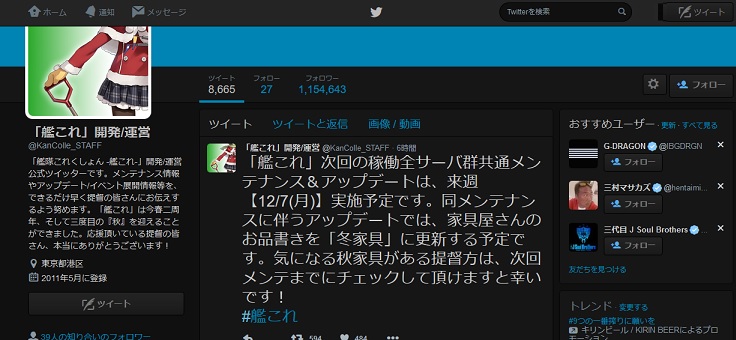 ホーム 通知 メッセージ Twitterを検索 ツイート
ツイート フォロー フォロワー
8,665 27 1,154,643
フォロー
「艦これ」開発/運営
@KanColle_STAFF
「艦隊これくしょん -艦これ-」開発/運営
公式ツイッターです。メンテナンス情報
やアップデート/イベント展開情報等を、
できるだけ早く提督の皆さんにお伝えす
るよう努めます。「艦これ」は今春二周
年、そして三度目の『秋』を迎えること
ができました。応援頂いている提督の皆
さん、本当にありがとうございます！
東京都港区
2011年5月に登録
ツイート
39人の知り合いのフォロワー
ツイート ツイートと返信 画像 / 動画
「艦これ」開発/運営 @KanColle_STAFF · 6時間
「艦これ」次回の稼働全サーバ群共通メン
テナンス＆アップデートは、来週
【12/7(月)】実施予定です。同メンテナン
スに伴うアップデートでは、家具屋さんの
お品書きを「冬家具」に更新する予定で
す。気になる秋家具がある提督方は、次回
メンテまでにチェックして頂けますと幸い
です！
#艦これ
594 484
おすすめユーザー · 更新 · すべて見る
G-DRAGON @IBGDRGN
フォロー
三村マサカズ @hentaimi...
フォロー
三代目 J Soul Brothers @...
フォロー
友だちを見つける
トレンド · 変更する
#9つの一番搾りに願いを
キリンビール / KIRIN BEERによるプロ
モーション